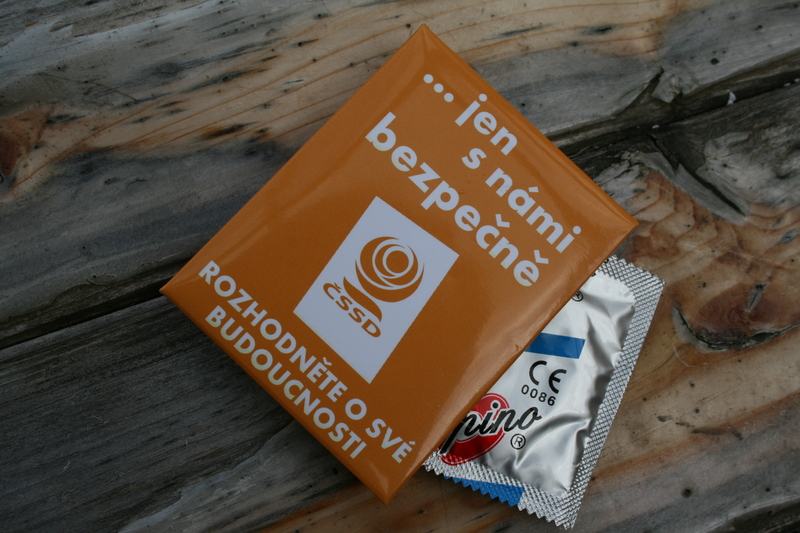 ... jen
s námi
bezpečně
ČSSD
ROZHODNĚTE O SVÉ
BUDOUCNOSTI
CE
0086
pino®